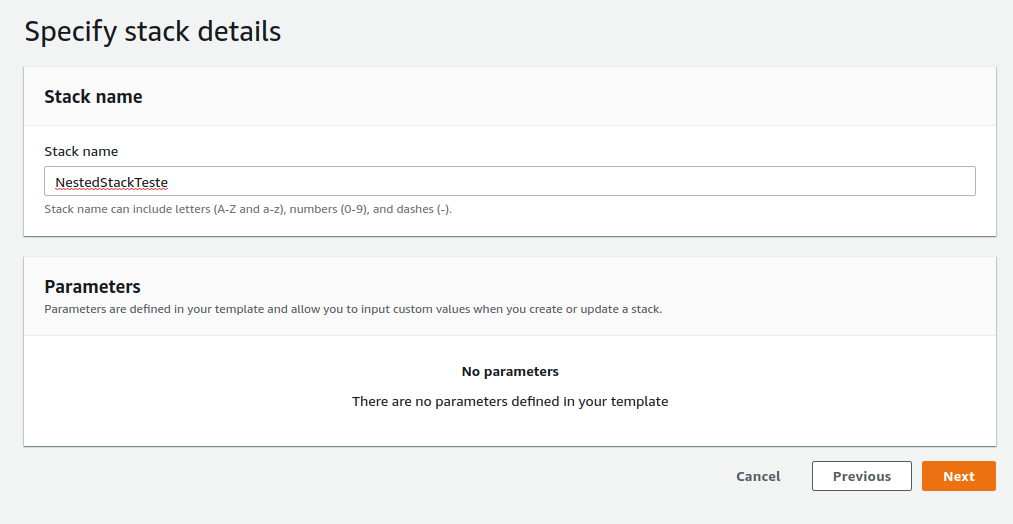 Specify stack details
Stack name
Stack name
NestedStackTeste
Stack name can include letters (A-Z and a-z), numbers (0-9), and dashes (-).
Parameters
Parameters are defined in your template and allow you to input custom values when you create or update a stack.
No parameters
There are no parameters defined in your template
Cancel Previous Next